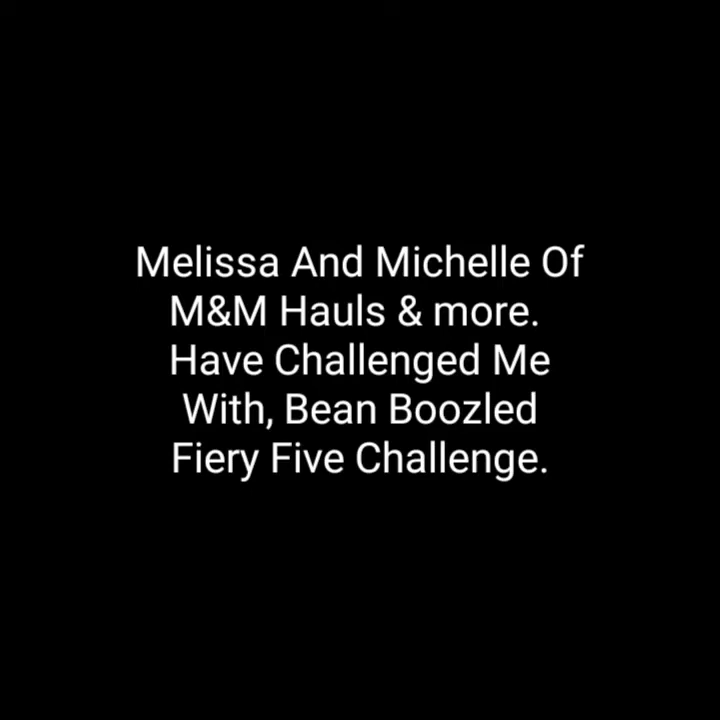 Melissa And Michelle Of
M&M Hauls & more.
Have Challenged Me
With, Bean Boozled
Fiery Five Challenge.